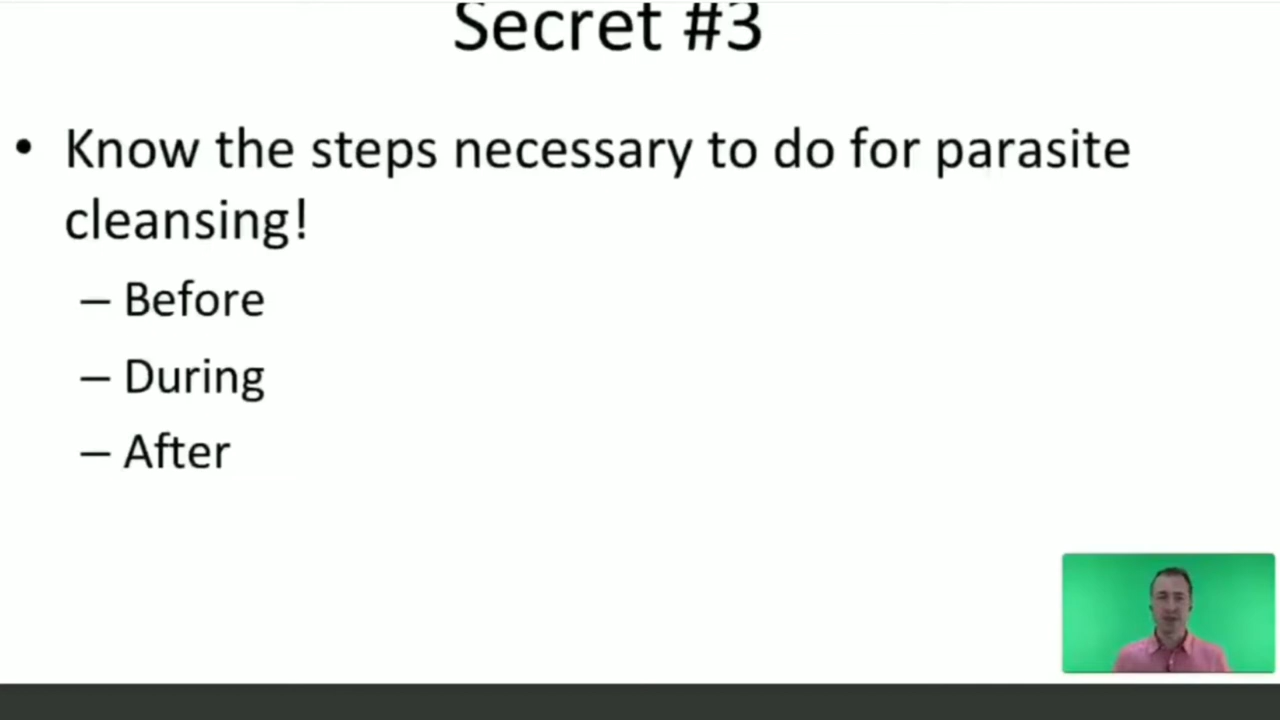 Secret #3
• Know the steps necessary to do for parasite
cleansing!
– Before
– During
– After